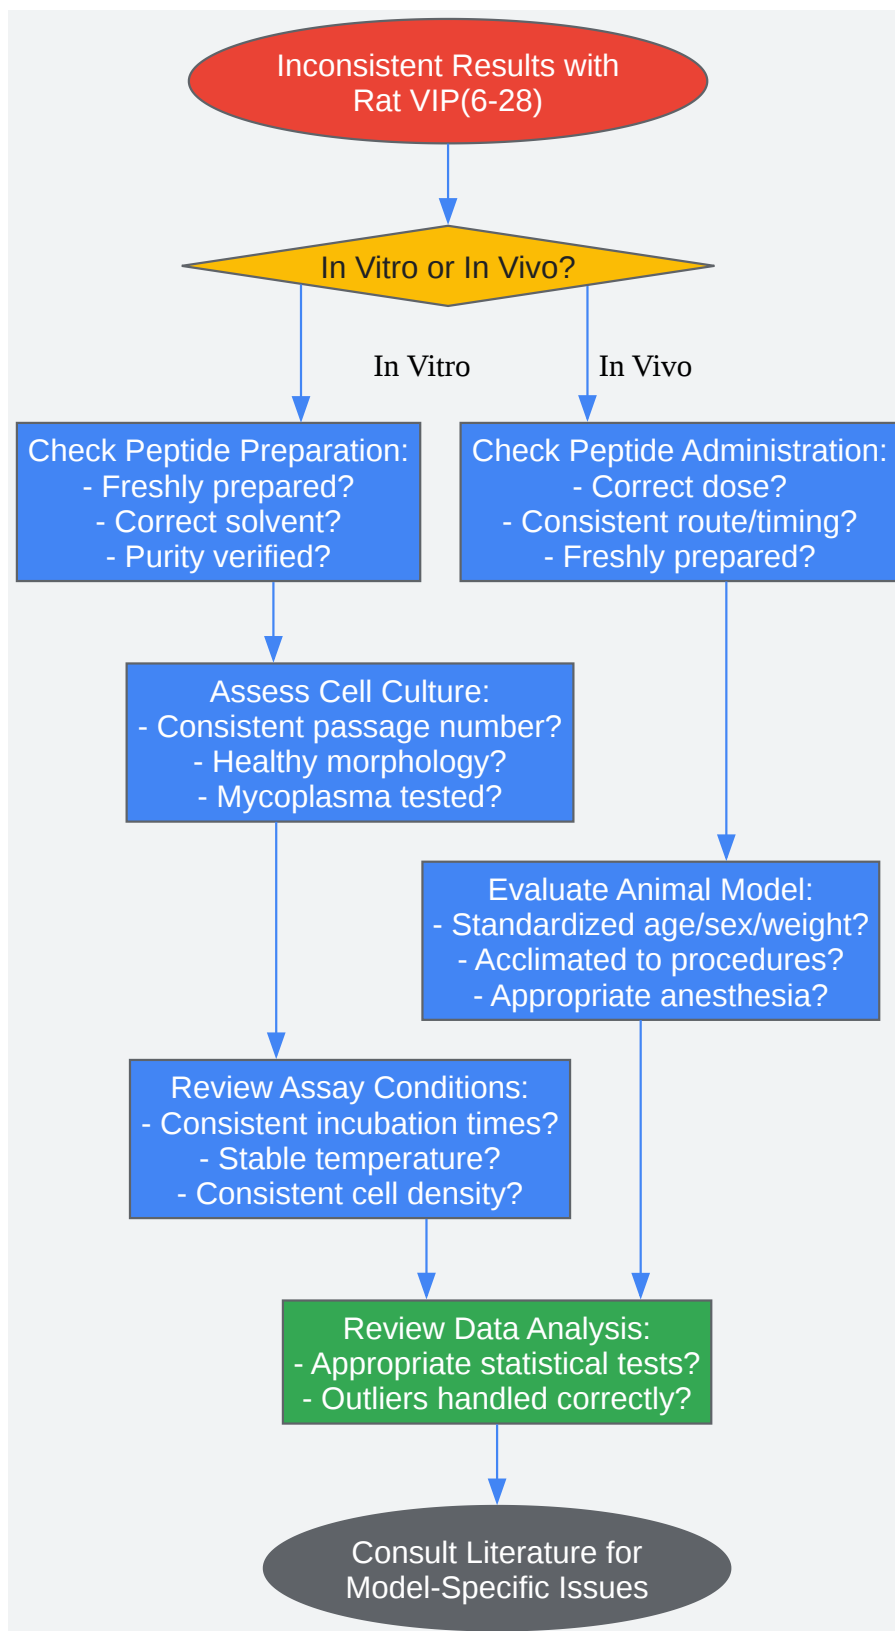 Inconsistent Results with
Rat VIP(6-28)
In Vitro or In Vivo?
In Vitro
In Vivo
Check Peptide Preparation:
- Freshly prepared?
- Correct solvent?
- Purity verified?
Check Peptide Administration:
- Correct dose?
- Consistent route/timing?
- Freshly prepared?
Assess Cell Culture:
- Consistent passage number?
- Healthy morphology?
- Mycoplasma tested?
Evaluate Animal Model:
- Standardized age/sex/weight?
- Acclimated to procedures?
- Appropriate anesthesia?
Review Assay Conditions:
- Consistent incubation times?
- Stable temperature?
- Consistent cell density?
Review Data Analysis:
- Appropriate statistical tests?
- Outliers handled correctly?
Consult Literature for
Model-Specific Issues